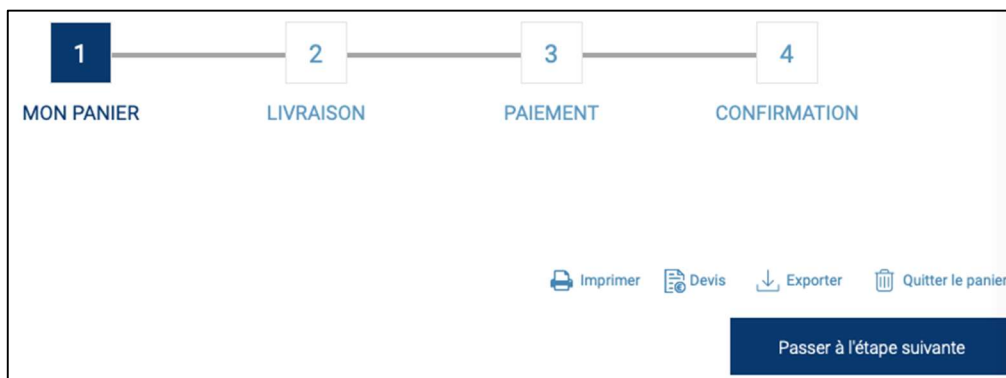 1 2 3 4
MON PANIER LIVRAISON PAIEMENT CONFIRMATION
Imprimer Devis Exporter Quitter le panier
Passer à l'étape suivante